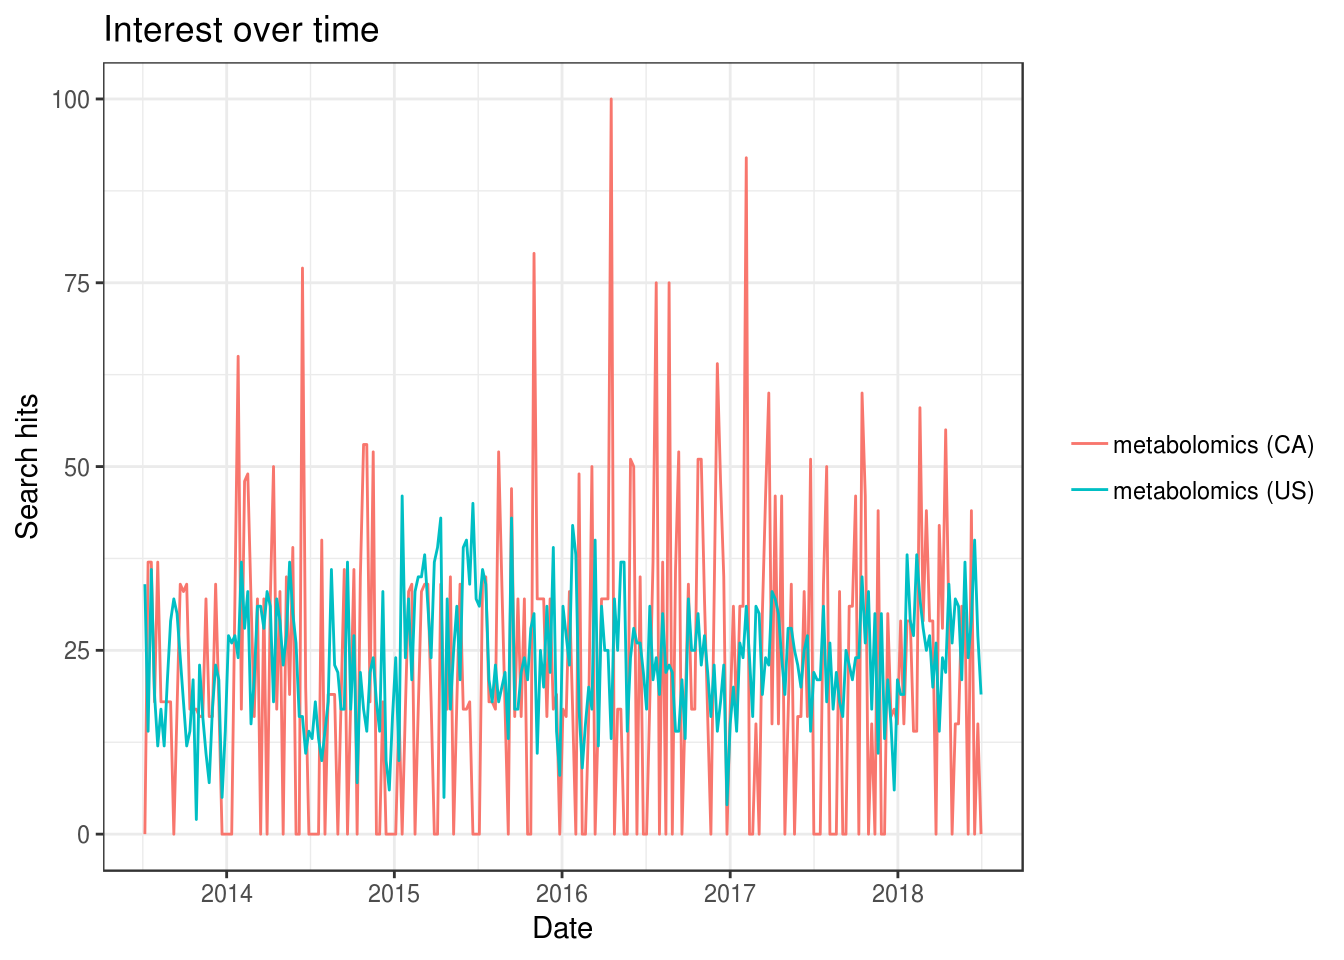 Interest over time
100
75
50
25
0
Search hits
2014 2015 2016 2017 2018
Date
metabolomics (CA)
metabolomics (US)